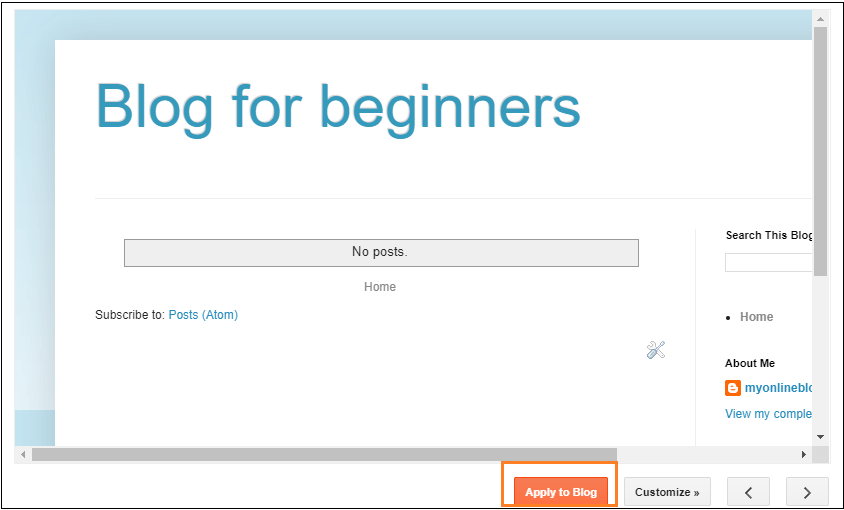 Blog for beginners
No posts.
Home
Subscribe to: Posts (Atom)
Search This Blog
Home
About Me
myonlineblo
View my comple
Apply to Blog
Customize »